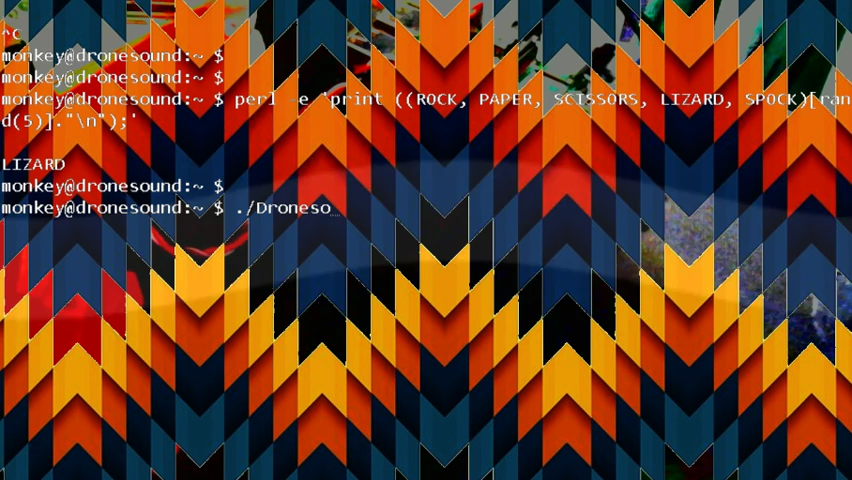 ^C
monkey@dronesound:~ $
monkey@dronesound:~ $
monkey@dronesound:~ $ perl -e 'print ((ROCK, PAPER, SCISSORS, LIZARD, SPOCK)[ran
d(5)]."\n");'
LIZARD
monkey@dronesound:~ $
monkey@dronesound:~ $ ./Droneso